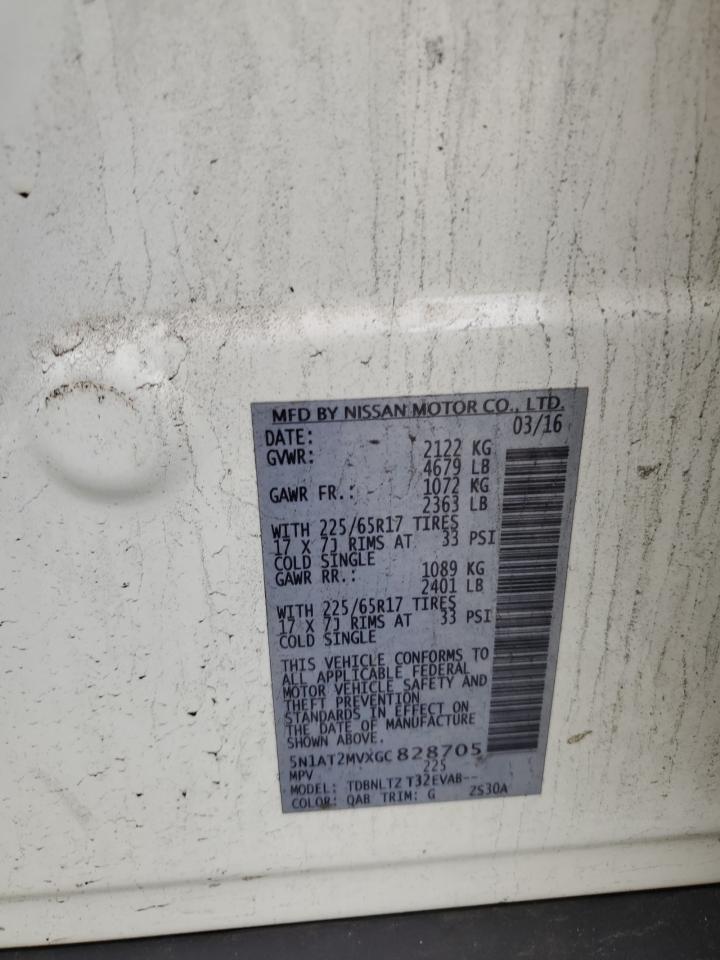 MFD BY NISSAN MOTOR CO., LTD.
DATE: 03/16
GVWR: 2122 KG
4679 LB
GAWR FR.: 1072 KG
2363 LB
WITH 225/65R17 TIRES
17 X 7J RIMS AT 33 PSI
COLD SINGLE
GAWR RR.: 1089 KG
2401 LB
WITH 225/65R17 TIRES
17 X 7J RIMS AT 33 PSI
COLD SINGLE
THIS VEHICLE CONFORMS TO
ALL APPLICABLE FEDERAL
MOTOR VEHICLE SAFETY AND
THEFT PREVENTION
STANDARDS IN EFFECT ON
THE DATE OF MANUFACTURE
SHOWN ABOVE.
5N1AT2MVXGC828705
MPV 225
MODEL: TDBNLTZ T32EVAB--
COLOR: QAB TRIM: G ZS30A